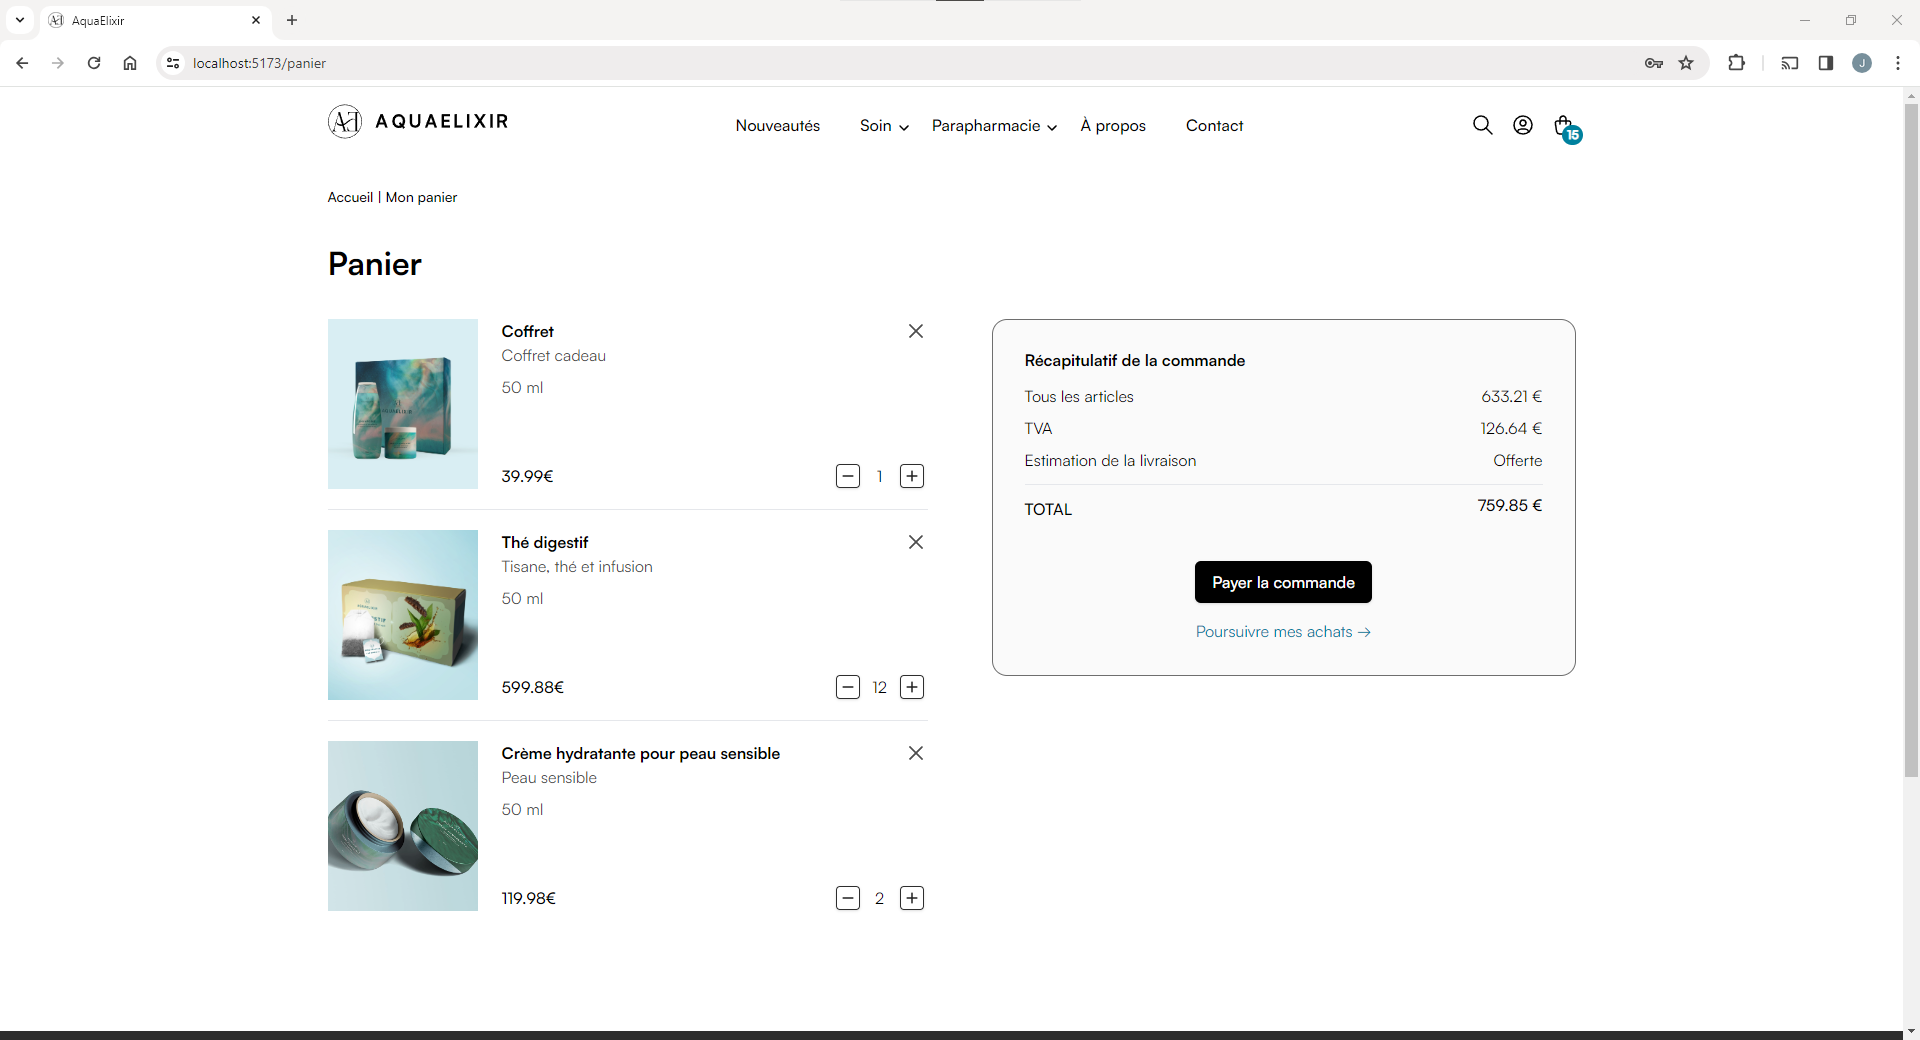 AquaElixir
localhost:5173/panier
J
AE AQUAELIXIR
Nouveautés Soin Parapharmacie À propos Contact
15
Accueil | Mon panier
Panier
Coffret
Coffret cadeau
50 ml
39.99€ 1
Thé digestif
Tisane, thé et infusion
50 ml
599.88€ 12
Crème hydratante pour peau sensible
Peau sensible
50 ml
119.98€ 2
Récapitulatif de la commande
Tous les articles 633.21 €
TVA 126.64 €
Estimation de la livraison Offerte
TOTAL 759.85 €
Payer la commande
Poursuivre mes achats →